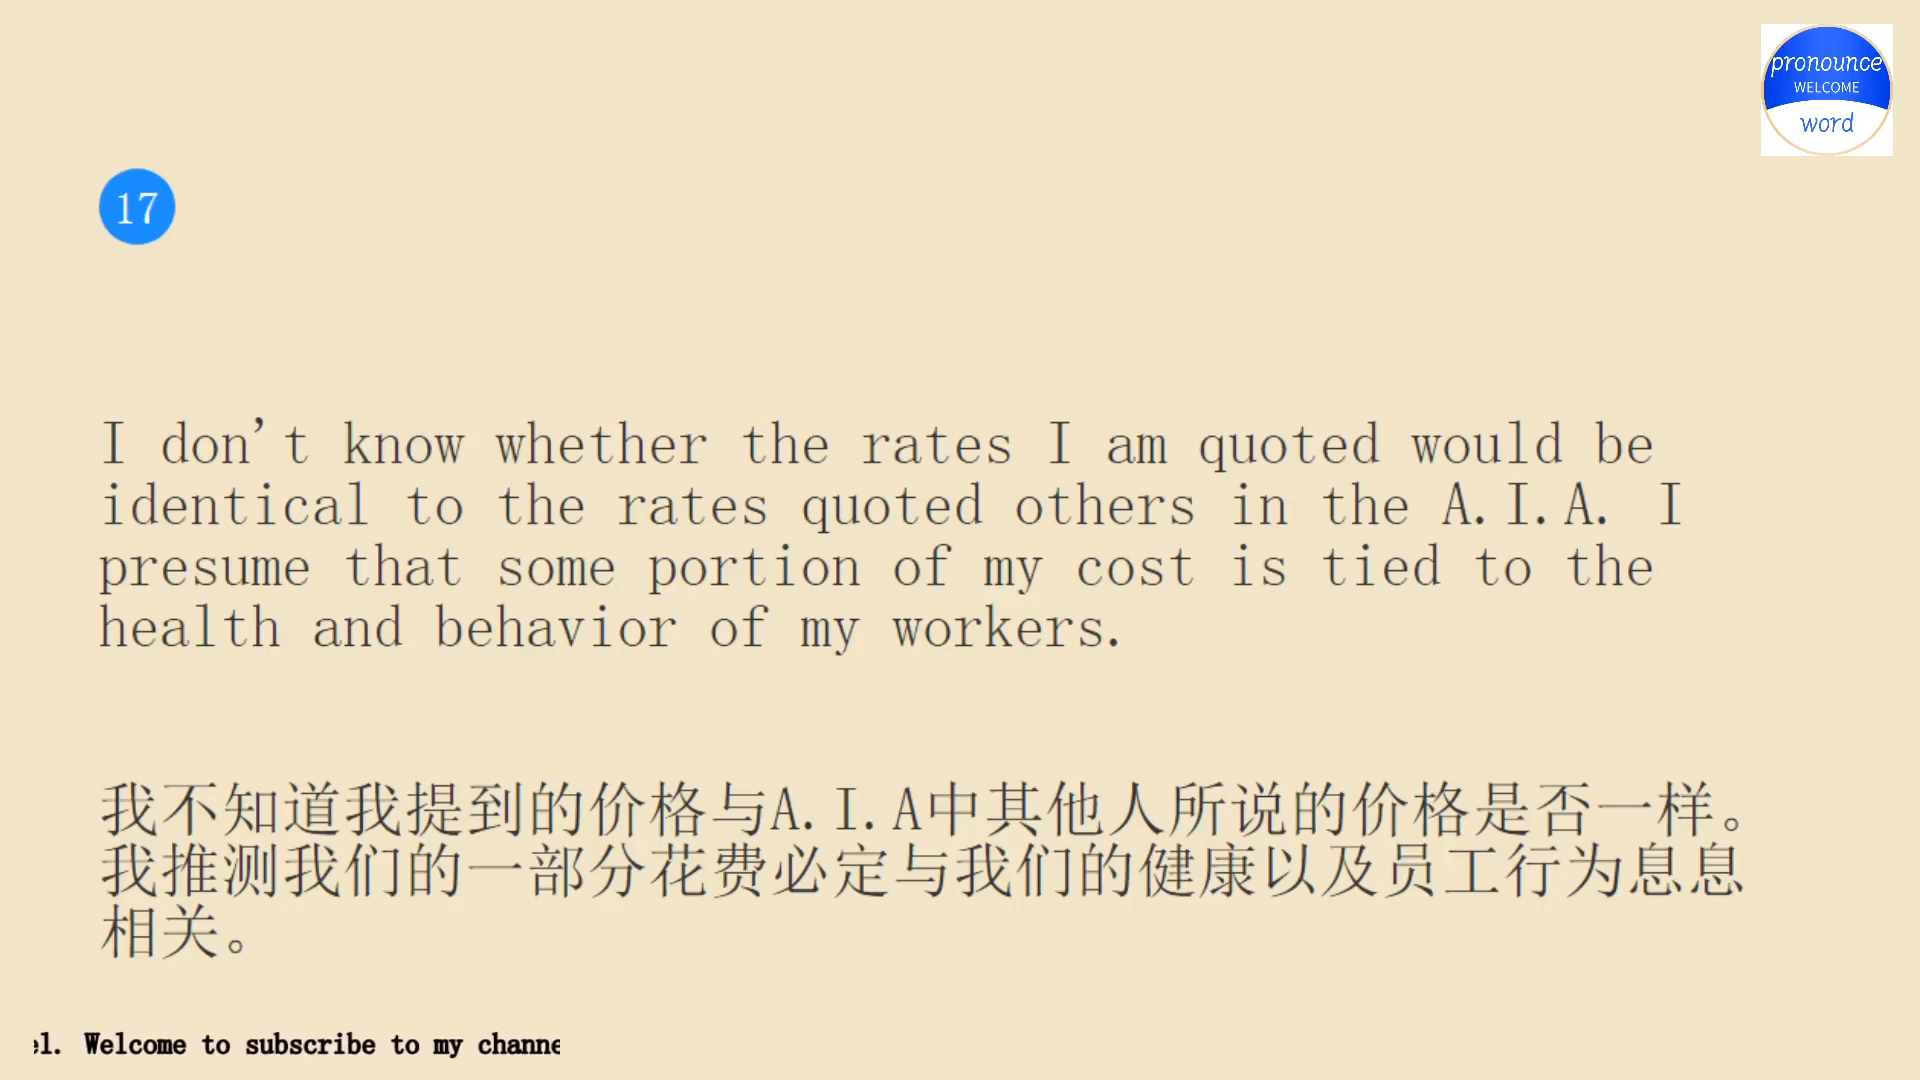 pronounce
WELCOME
word
17
I don't know whether the rates I am quoted would be
identical to the rates quoted others in the A.I.A. I
presume that some portion of my cost is tied to the
health and behavior of my workers.
我不知道我提到的价格与A.I.A中其他人所说的价格是否一样。
我推测我们的一部分花费必定与我们的健康以及员工行为息息
相关。
el. Welcome to subscribe to my channe